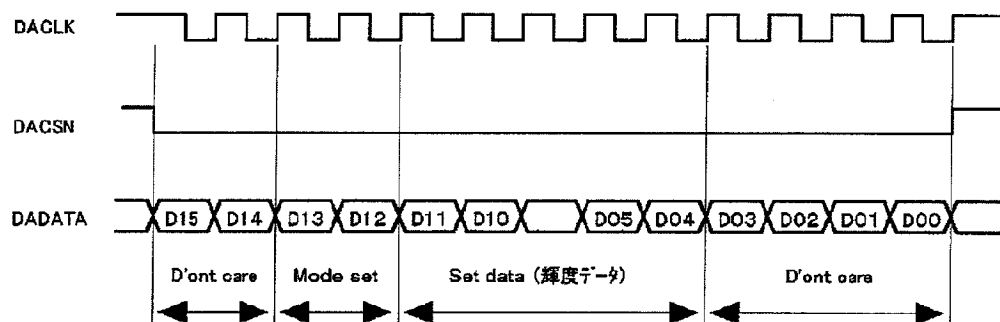 DACLK
DACSN
DADATA D15 D14 D13 D12 D11 D10 D05 D04 D03 D02 D01 D00
D'ont care Mode set Set data (輝度データ) D'ont care